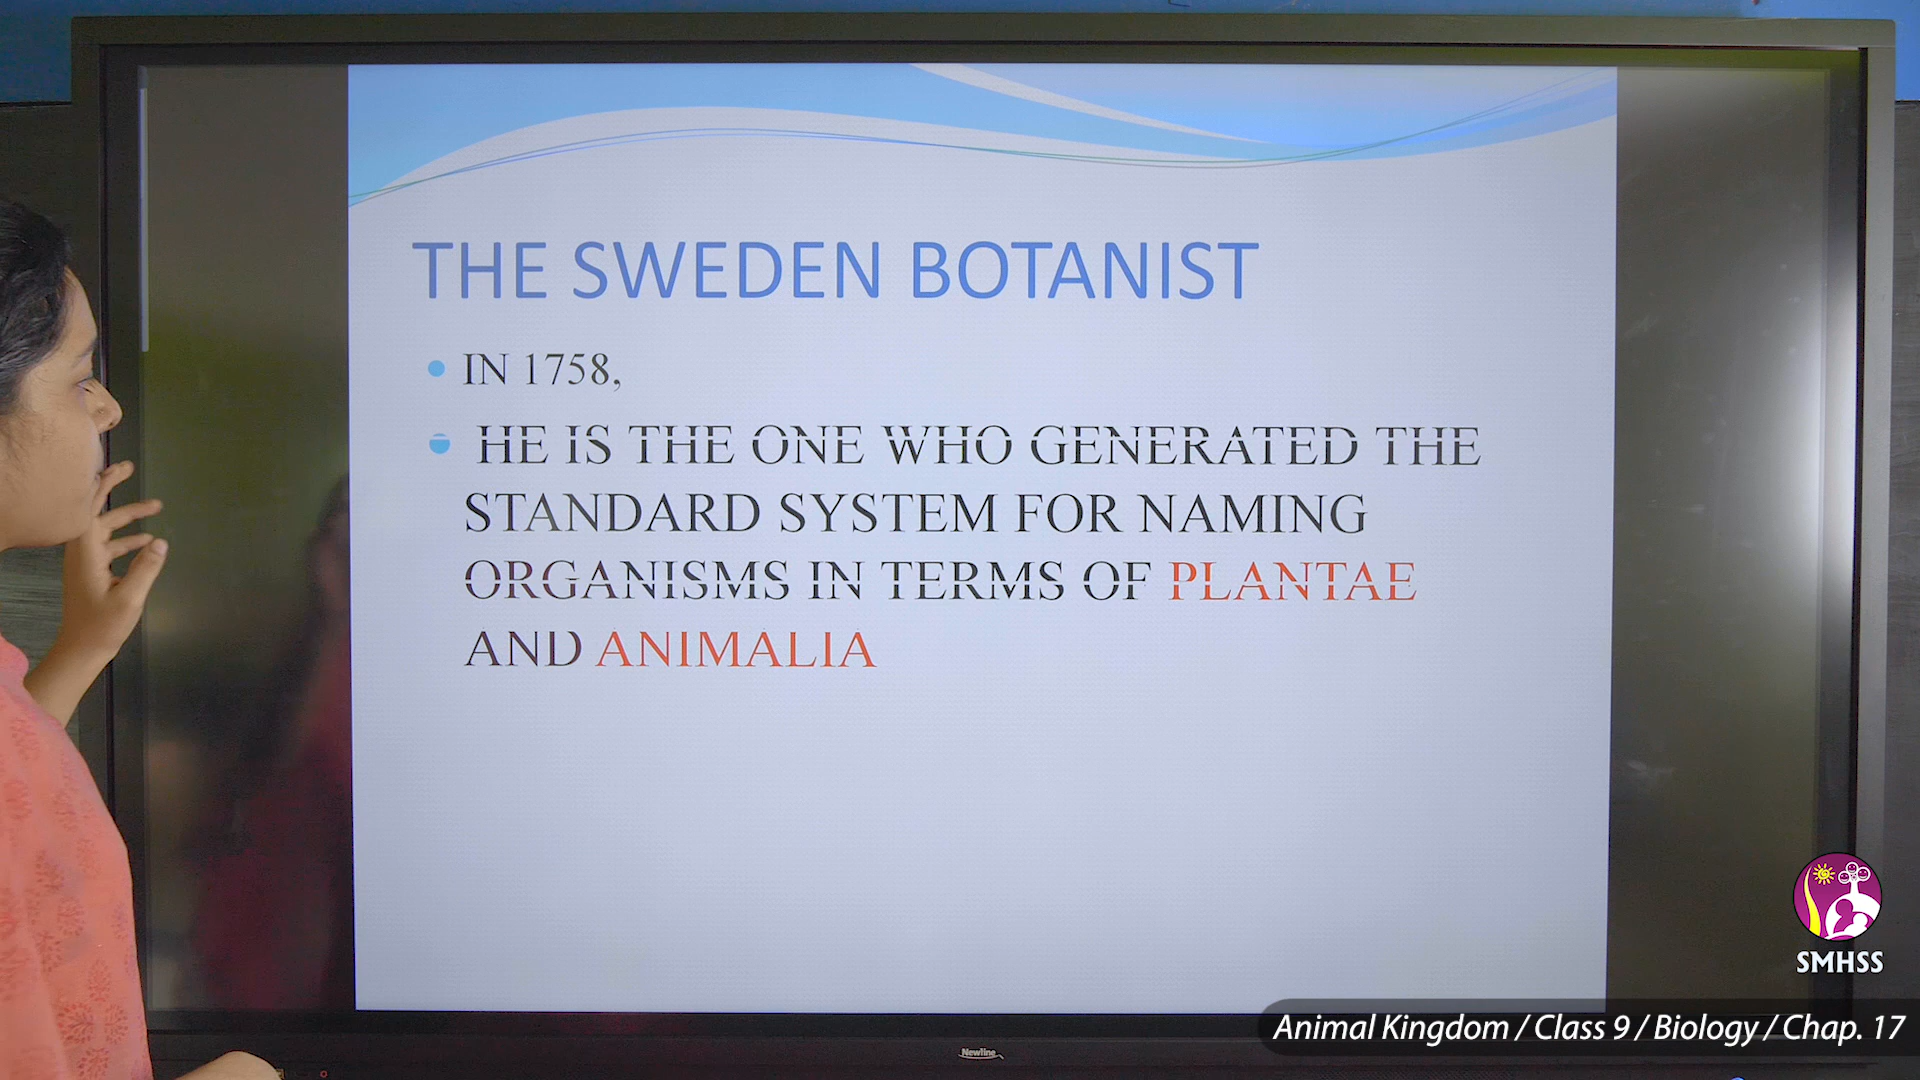 THE SWEDEN BOTANIST
IN 1758,
HE IS THE ONE WHO GENERATED THE
STANDARD SYSTEM FOR NAMING
ORGANISMS IN TERMS OF PLANTAE
AND ANIMALIA
SMHSS
Animal Kingdom / Class 9 / Biology / Chap. 17
Newline